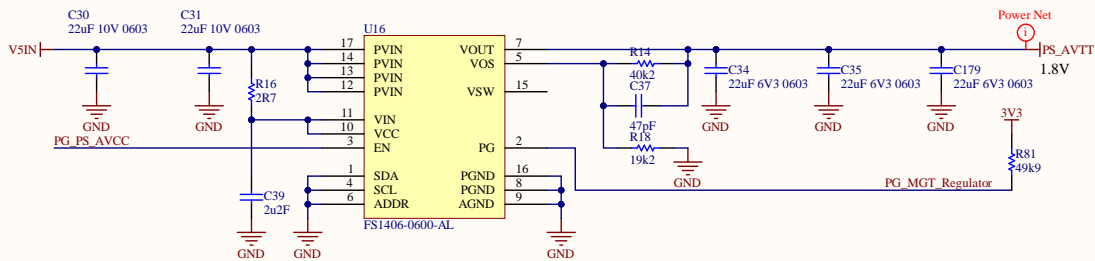 C30
22uF 10V 0603
C31
22uF 10V 0603
U16
Power Net
i
V5IN
17
PVIN
VOUT
7
PS_AVTT
1.8V
14
PVIN
VOS
5
R14
40k2
13
PVIN
12
PVIN
VSW
15
R16
2R7
C37
47pF
C34
22uF 6V3 0603
C35
22uF 6V3 0603
C179
22uF 6V3 0603
GND
GND
GND
GND
GND
11
VIN
10
VCC
R18
19k2
3V3
PG_PS_AVCC
3
EN
PG
2
R81
49k9
GND
1
SDA
PGND
16
4
SCL
PGND
8
6
ADDR
AGND
9
PG_MGT_Regulator
C39
2u2F
FS1406-0600-AL
GND
GND
GND